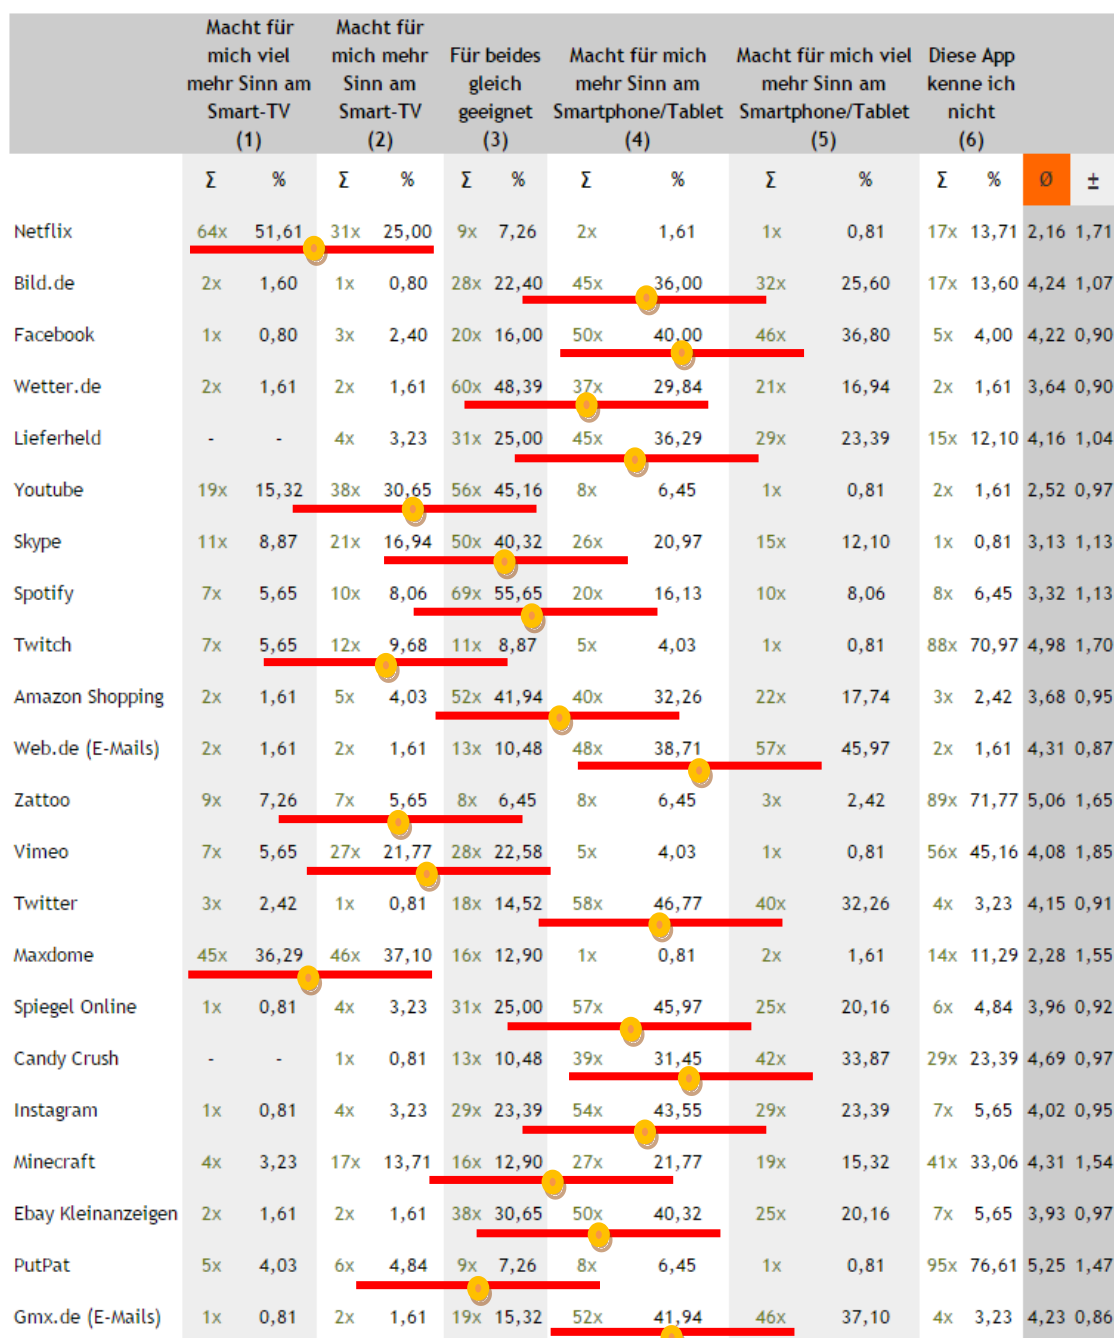 Macht für mich viel mehr Sinn am Smart-TV (1) Macht für mich mehr Sinn am Smart-TV (2) Für beides gleich geeignet (3) Macht für mich mehr Sinn am Smartphone/Tablet (4) Macht für mich viel mehr Sinn am Smartphone/Tablet (5) Diese App kenne ich nicht (6)
Σ % Σ % Σ % Σ % Σ % Σ % Ø ±
Netflix 64x 51,61 31x 25,00 9x 7,26 2x 1,61 1x 0,81 17x 13,71 2,16 1,71
Bild.de 2x 1,60 1x 0,80 28x 22,40 45x 36,00 32x 25,60 17x 13,60 4,24 1,07
Facebook 1x 0,80 3x 2,40 20x 16,00 50x 40,00 46x 36,80 5x 4,00 4,22 0,90
Wetter.de 2x 1,61 2x 1,61 60x 48,39 37x 29,84 21x 16,94 2x 1,61 3,64 0,90
Lieferheld - - 4x 3,23 31x 25,00 45x 36,29 29x 23,39 15x 12,10 4,16 1,04
Youtube 19x 15,32 38x 30,65 56x 45,16 8x 6,45 1x 0,81 2x 1,61 2,52 0,97
Skype 11x 8,87 21x 16,94 50x 40,32 26x 20,97 15x 12,10 1x 0,81 3,13 1,13
Spotify 7x 5,65 10x 8,06 69x 55,65 20x 16,13 10x 8,06 8x 6,45 3,32 1,13
Twitch 7x 5,65 12x 9,68 11x 8,87 5x 4,03 1x 0,81 88x 70,97 4,98 1,70
Amazon Shopping 2x 1,61 5x 4,03 52x 41,94 40x 32,26 22x 17,74 3x 2,42 3,68 0,95
Web.de (E-Mails) 2x 1,61 2x 1,61 13x 10,48 48x 38,71 57x 45,97 2x 1,61 4,31 0,87
Zattoo 9x 7,26 7x 5,65 8x 6,45 8x 6,45 3x 2,42 89x 71,77 5,06 1,65
Vimeo 7x 5,65 27x 21,77 28x 22,58 5x 4,03 1x 0,81 56x 45,16 4,08 1,85
Twitter 3x 2,42 1x 0,81 18x 14,52 58x 46,77 40x 32,26 4x 3,23 4,15 0,91
Maxdome 45x 36,29 46x 37,10 16x 12,90 1x 0,81 2x 1,61 14x 11,29 2,28 1,55
Spiegel Online 1x 0,81 4x 3,23 31x 25,00 57x 45,97 25x 20,16 6x 4,84 3,96 0,92
Candy Crush - - 1x 0,81 13x 10,48 39x 31,45 42x 33,87 29x 23,39 4,69 0,97
Instagram 1x 0,81 4x 3,23 29x 23,39 54x 43,55 29x 23,39 7x 5,65 4,02 0,95
Minecraft 4x 3,23 17x 13,71 16x 12,90 27x 21,77 19x 15,32 41x 33,06 4,31 1,54
Ebay Kleinanzeigen 2x 1,61 2x 1,61 38x 30,65 50x 40,32 25x 20,16 7x 5,65 3,93 0,97
PutPat 5x 4,03 6x 4,84 9x 7,26 8x 6,45 1x 0,81 95x 76,61 5,25 1,47
Gmx.de (E-Mails) 1x 0,81 2x 1,61 19x 15,32 52x 41,94 46x 37,10 4x 3,23 4,23 0,86